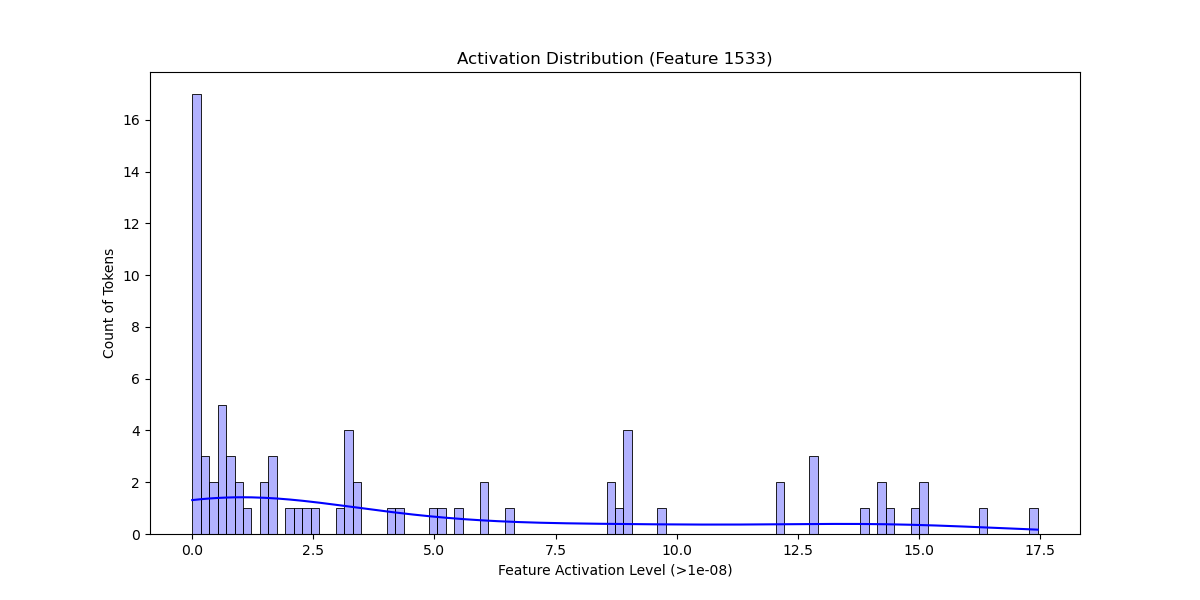 Activation Distribution (Feature 1533)
Count of Tokens
16
14
12
10
8
6
4
2
0
0.0 2.5 5.0 7.5 10.0 12.5 15.0 17.5
Feature Activation Level (>1e-08)